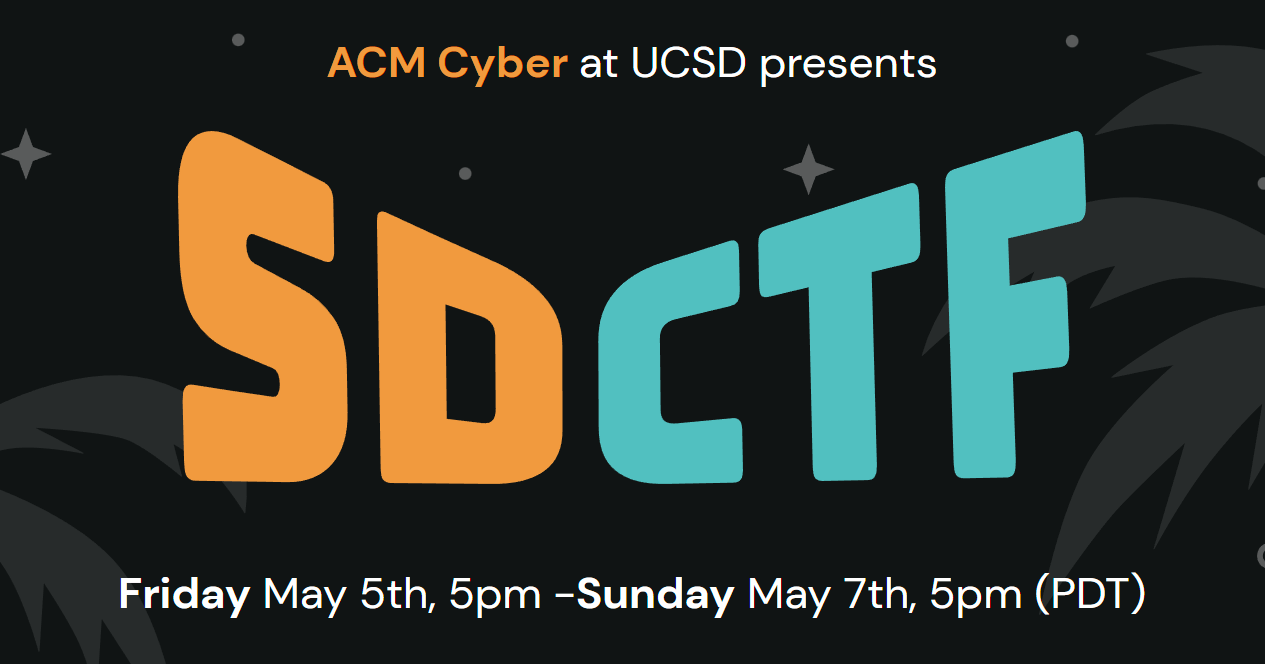 ACM Cyber at UCSD presents
SDCTF
Friday May 5th, 5pm –Sunday May 7th, 5pm (PDT)